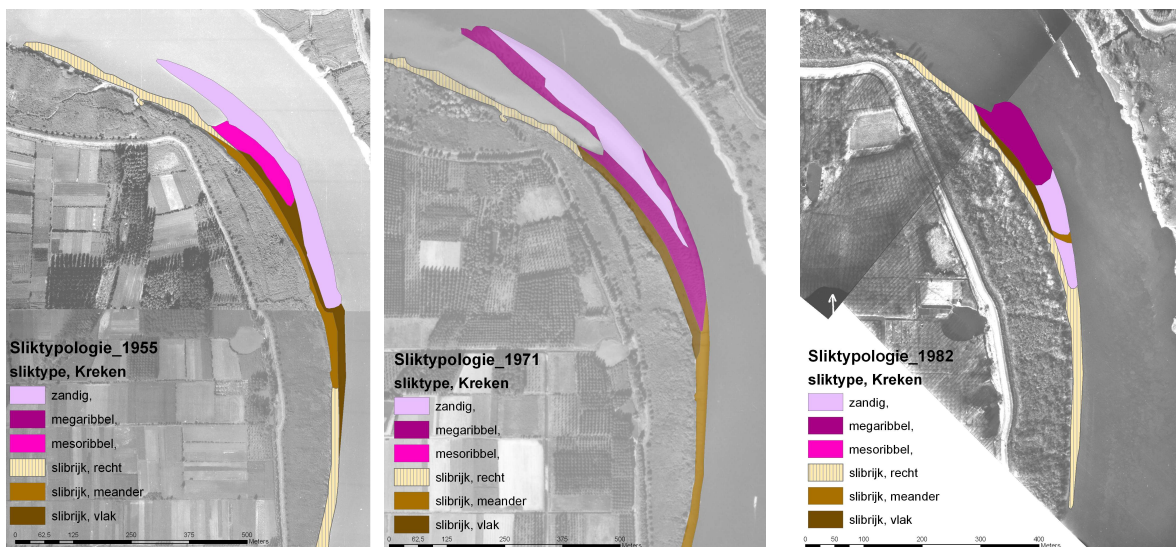 Sliktypologie_1955
sliktype, Kreken
zandig,
megaribbel,
mesoribbel,
slibrijk, recht
slibrijk, meander
slibrijk, vlak
0 62,5 125 250 375 500
Meters
Sliktypologie_1971
sliktype, Kreken
zandig,
megaribbel,
mesoribbel,
slibrijk, recht
slibrijk, meander
slibrijk, vlak
0 62,5 125 250 375 500
Meters
Sliktypologie_1982
sliktype, Kreken
zandig,
megaribbel,
mesoribbel,
slibrijk, recht
slibrijk, meander
slibrijk, vlak
0 50 100 200 300 400
Meters